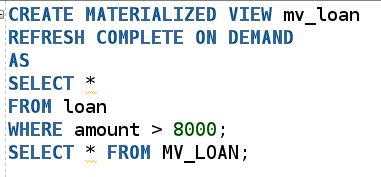 CREATE MATERIALIZED VIEW mv_loan
REFRESH COMPLETE ON DEMAND
AS
SELECT *
FROM loan
WHERE amount > 8000;
SELECT * FROM MV_LOAN;